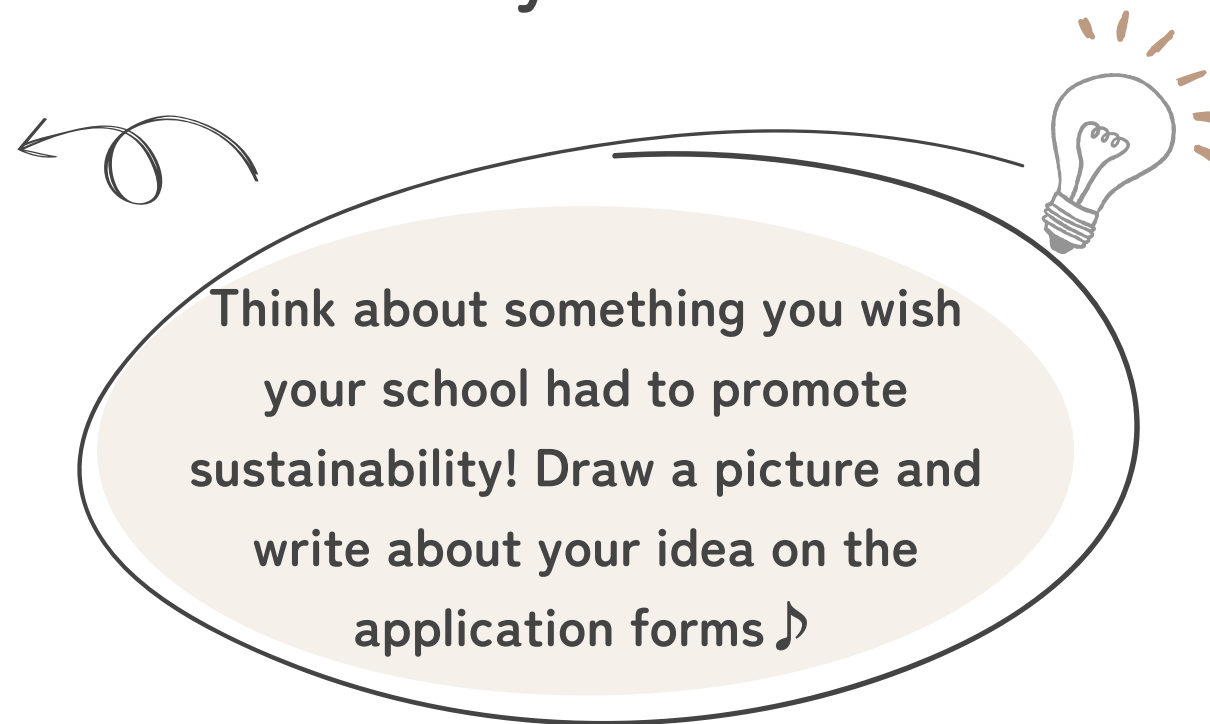 Think about something you wish
your school had to promote
sustainability! Draw a picture and
write about your idea on the
application forms♪